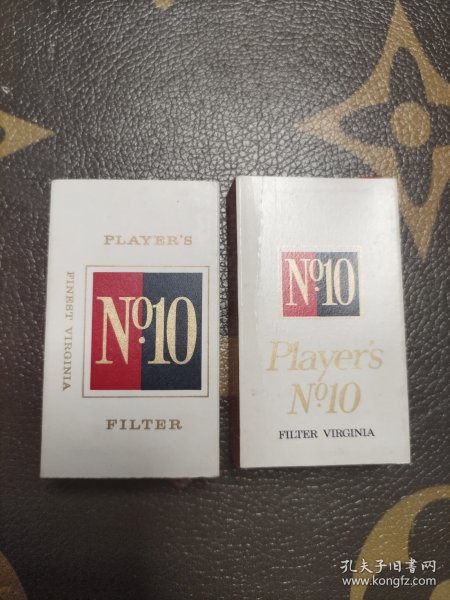 PLAYER'S
FINEST VIRGINIA
Nº10
FILTER
Nº10
Player's
Nº10
FILTER VIRGINIA
孔夫子旧书网
www.kongfz.com